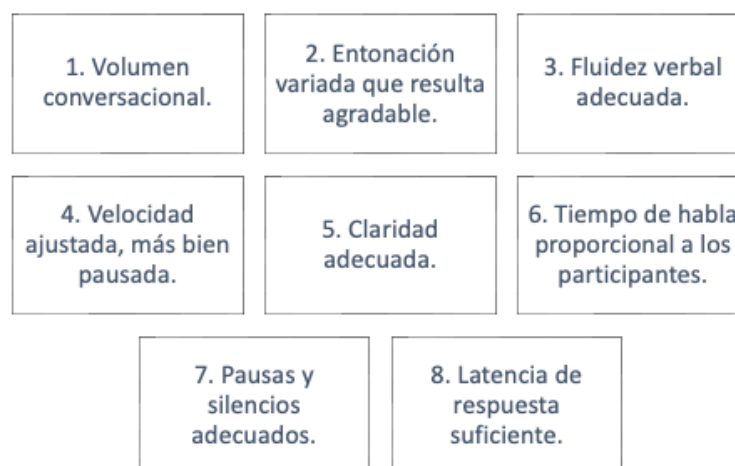 1. Volumen
conversacional.
2. Entonación
variada que resulta
agradable.
3. Fluidez verbal
adecuada.
4. Velocidad
ajustada, más bien
pausada.
5. Claridad
adecuada.
6. Tiempo de habla
proporcional a los
participantes.
7. Pausas y
silencios
adecuados.
8. Latencia de
respuesta
suficiente.